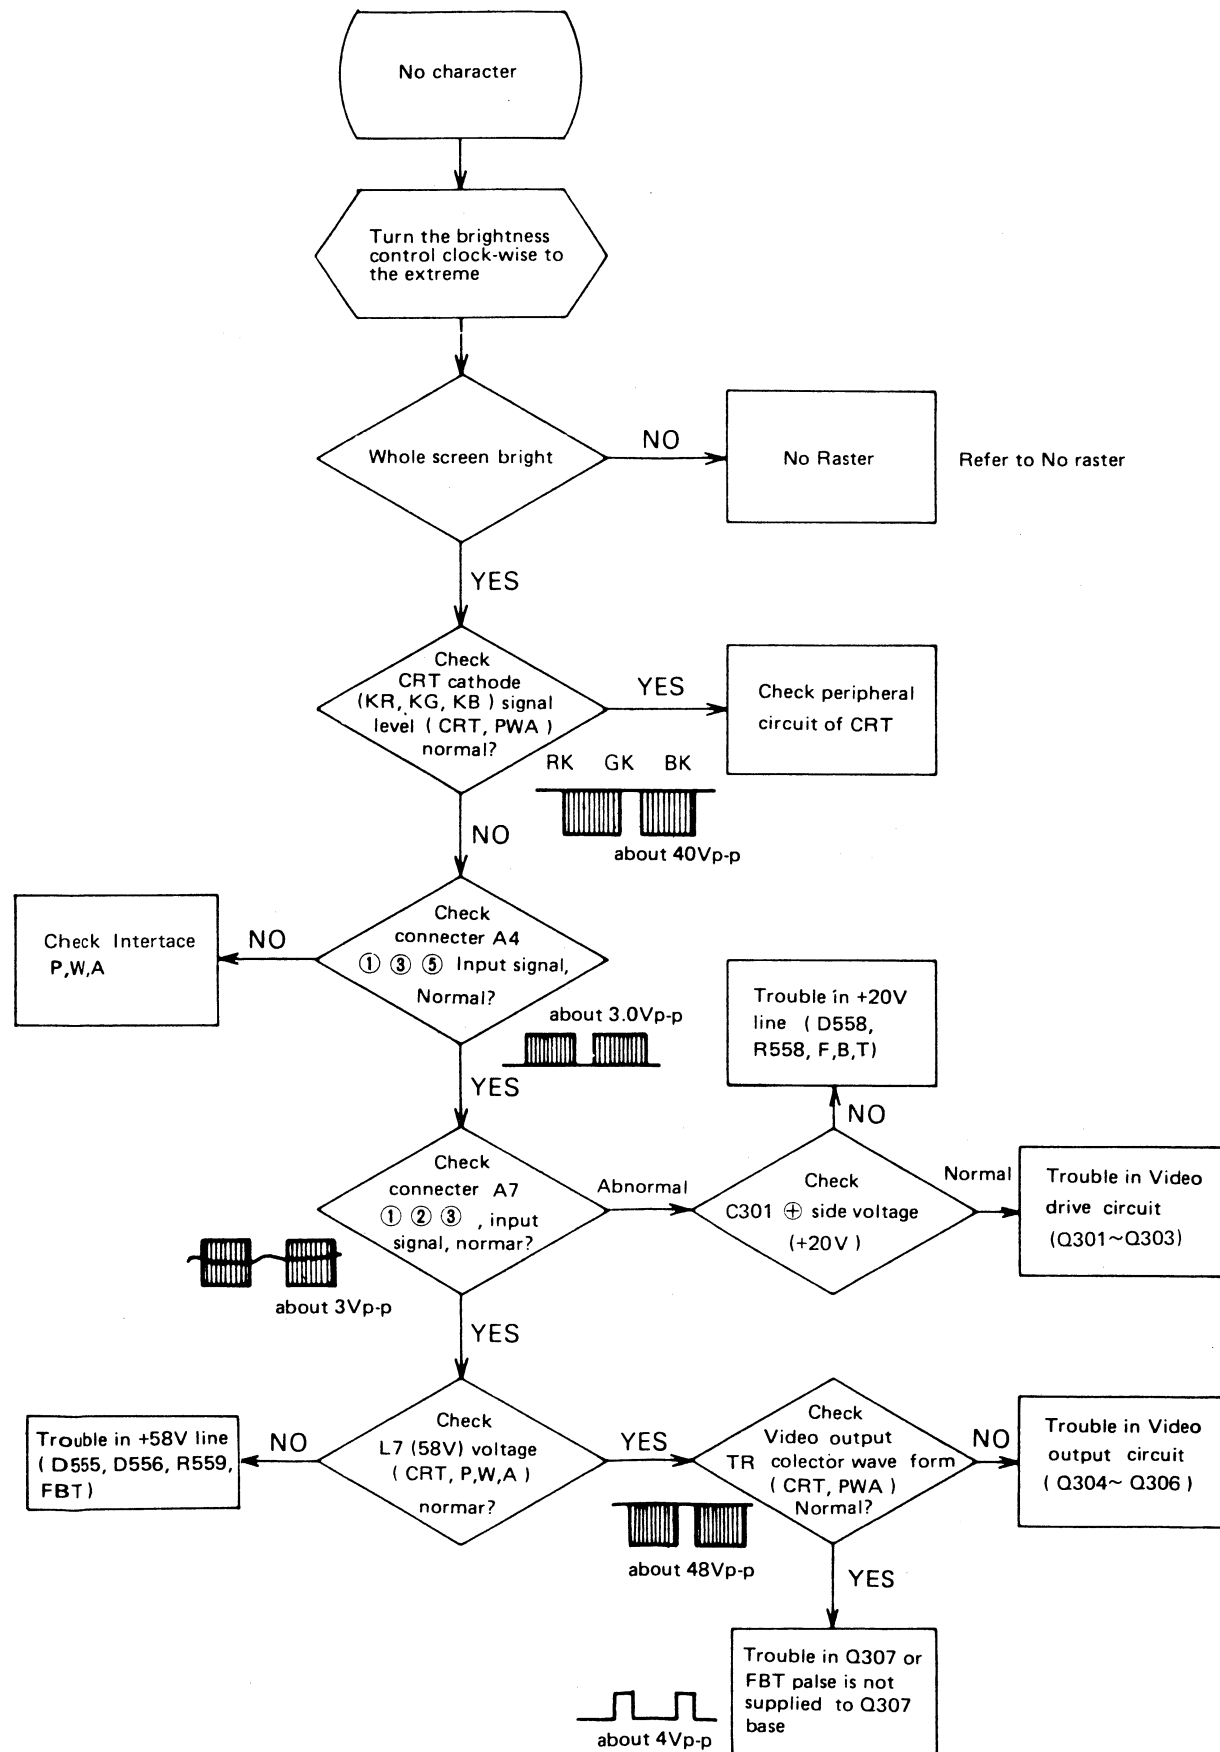 No character
Turn the brightness
control clock-wise to
the extreme
Whole screen bright
NO
No Raster
Refer to No raster
YES
Check
CRT cathode
(KR, KG, KB ) signal
level ( CRT, PWA )
normal?
YES
Check peripheral
circuit of CRT
RK GK BK
about 40Vp-p
NO
Check
connecter A4
① ③ ⑤ Input signal,
Normal?
NO
Check Intertace
P,W,A
about 3.0Vp-p
YES
Trouble in +20V
line ( D558,
R558, F,B,T)
NO
Check
connecter A7
① ② ③ , input
signal, normar?
Abnormal
Check
C301 ⊕ side voltage
(+20V )
Normal
Trouble in Video
drive circuit
(Q301~Q303)
about 3Vp-p
YES
Check
L7 (58V) voltage
( CRT, P,W,A )
normar?
NO
Trouble in +58V line
( D555, D556, R559,
FBT)
YES
Check
Video output
TR colector wave form
( CRT, PWA )
Normal?
NO
Trouble in Video
output circuit
( Q304~ Q306 )
about 48Vp-p
YES
Trouble in Q307 or
FBT palse is not
supplied to Q307
base
about 4Vp-p